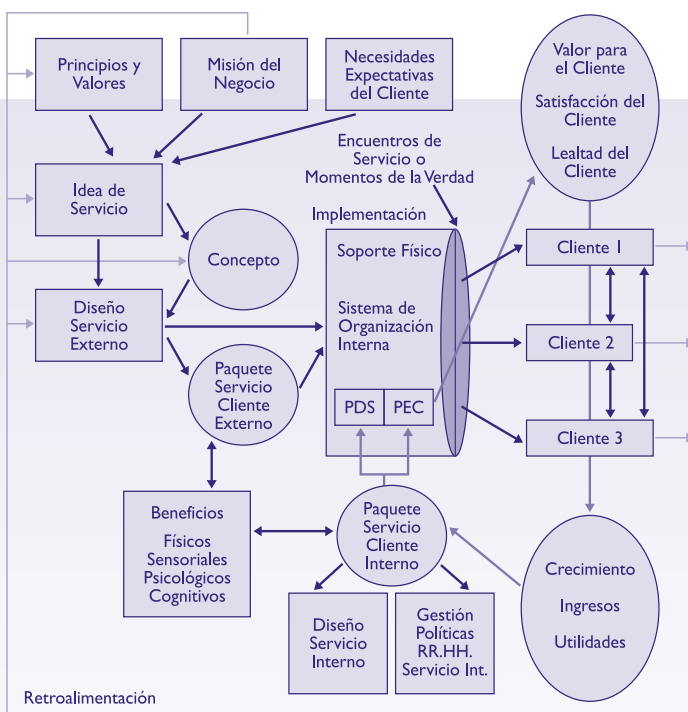 Principios y
Valores
Misión del
Negocio
Necesidades
Expectativas
del Cliente
Valor para
el Cliente
Satisfacción del
Cliente
Lealtad del
Cliente
Encuentros de
Servicio o
Momentos de la Verdad
Idea de
Servicio
Implementación
Concepto
Soporte Físico
Cliente 1
Diseño
Servicio
Externo
Sistema de
Organización
Interna
Cliente 2
Paquete
Servicio
Cliente
Externo
PDS
PEC
Cliente 3
Beneficios
Físicos
Sensoriales
Psicológicos
Cognitivos
Paquete
Servicio
Cliente
Interno
Crecimiento
Ingresos
Utilidades
Diseño
Servicio
Interno
Gestión
Políticas
RR.HH.
Servicio Int.
Retroalimentación